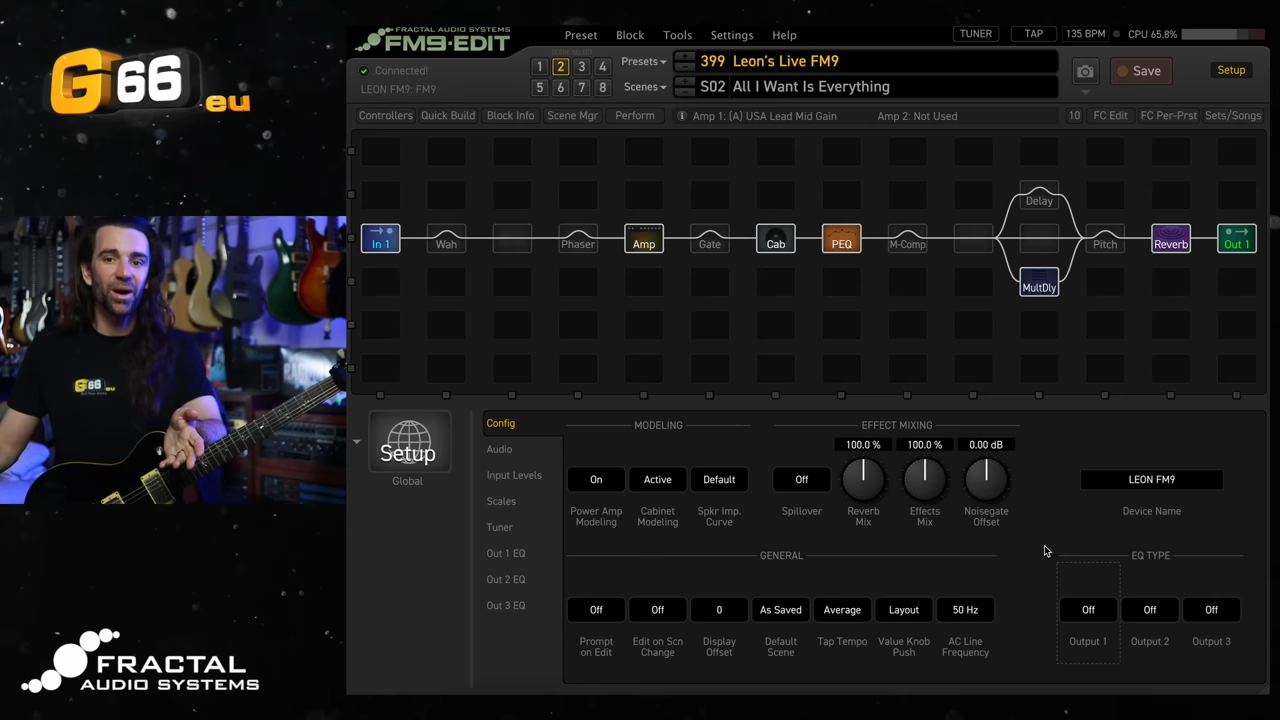 G66.eu
FRACTAL AUDIO SYSTEMS
FM9-EDIT
Preset Block Tools Settings Help
TUNER TAP 135 BPM CPU 65.8%
Connected!
LEON FM9: FM9
SCENE SELECT
1 2 3 4
5 6 7 8
Presets 399 Leon's Live FM9
Scenes S02 All I Want Is Everything
Save Setup
Controllers Quick Build Block Info Scene Mgr Perform Amp 1: (A) USA Lead Mid Gain Amp 2: Not Used 10 FC Edit FC Per-Prst Sets/Songs
Delay
In 1 Wah Phaser Amp Gate Cab PEQ M-Comp Pitch Reverb Out 1
MultDly
G66.eu
Setup
Global
Config
Audio
Input Levels
Scales
Tuner
Out 1 EQ
Out 2 EQ
Out 3 EQ
MODELING
On Active Default
Power Amp Modeling
Cabinet Modeling
Spkr Imp. Curve
EFFECT MIXING
100.0 % 100.0 % 0.00 dB
Off
Spillover
Reverb Mix
Effects Mix
Noisegate Offset
LEON FM9
Device Name
GENERAL
Off Off 0 As Saved Average Layout 50 Hz
Prompt on Edit
Edit on Scn Change
Display Offset
Default Scene
Tap Tempo
Value Knob Push
AC Line Frequency
EQ TYPE
Off Off Off
Output 1 Output 2 Output 3
FRACTAL
AUDIO SYSTEMS